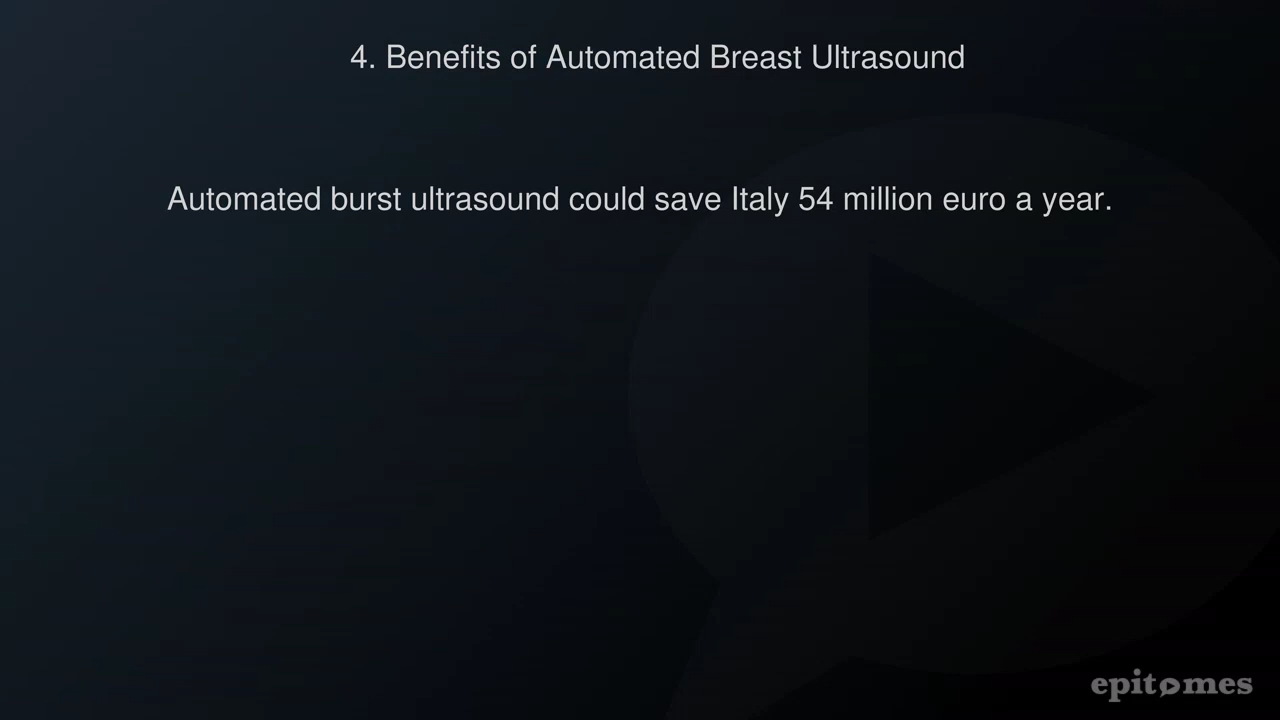 4. Benefits of Automated Breast Ultrasound
Automated burst ultrasound could save Italy 54 million euro a year.
epitomes